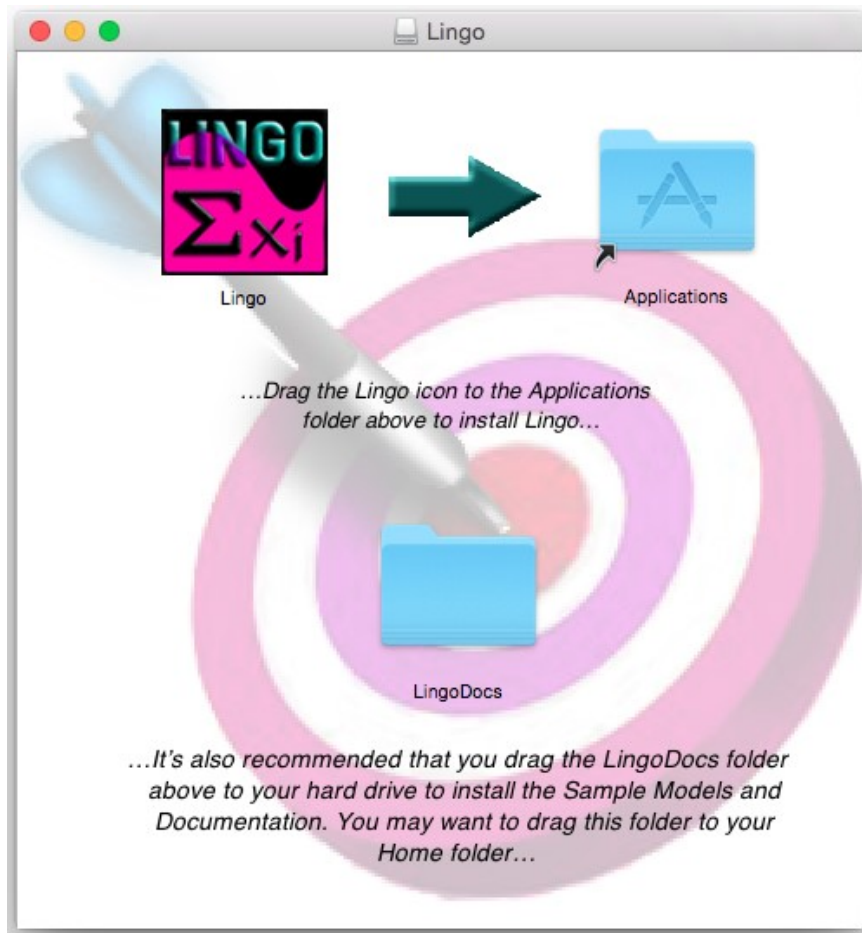 Lingo
LINGO
Σxi
Lingo
Applications
…Drag the Lingo icon to the Applications
folder above to install Lingo…
LingoDocs
…It's also recommended that you drag the LingoDocs folder
above to your hard drive to install the Sample Models and
Documentation. You may want to drag this folder to your
Home folder…